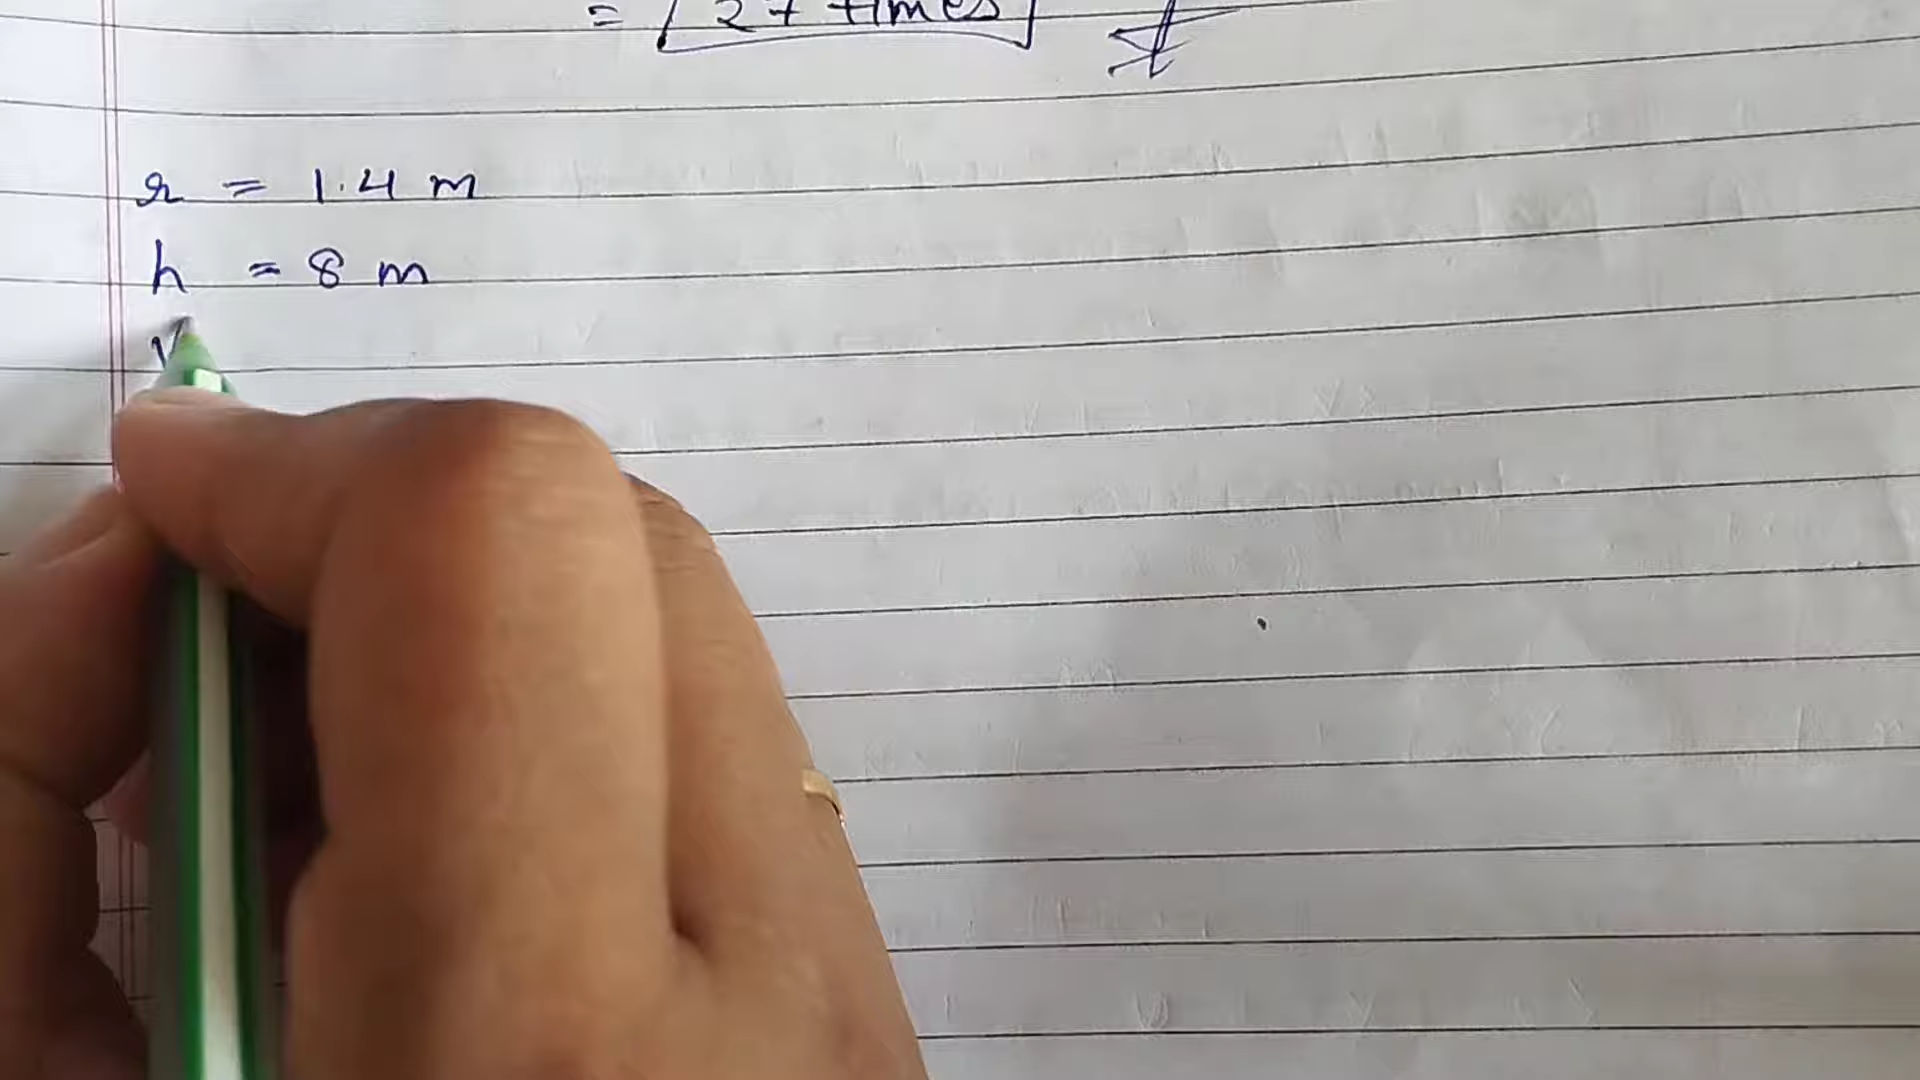 = 27 times
r = 1.4 m
h = 8 m
V